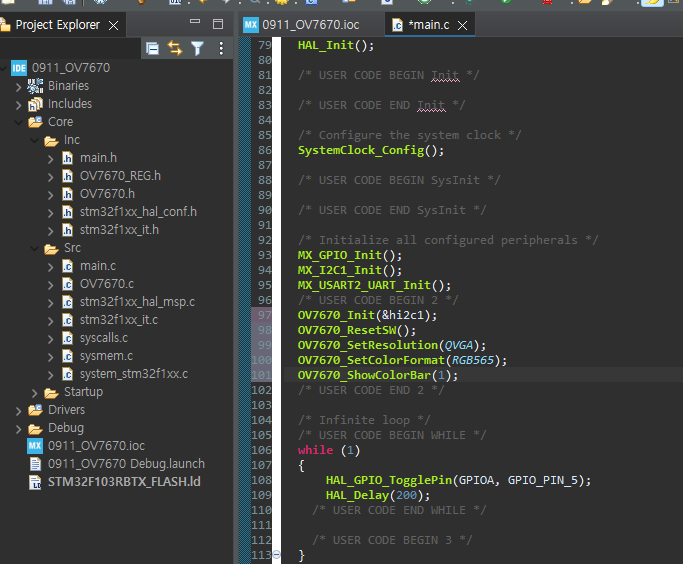 Project Explorer
0911_OV7670
Binaries
Includes
Core
Inc
main.h
OV7670_REG.h
OV7670.h
stm32f1xx_hal_conf.h
stm32f1xx_it.h
Src
main.c
OV7670.c
stm32f1xx_hal_msp.c
stm32f1xx_it.c
syscalls.c
sysmem.c
system_stm32f1xx.c
Startup
Drivers
Debug
0911_OV7670.ioc
0911_OV7670 Debug.launch
STM32F103RBTX_FLASH.ld
0911_OV7670.ioc
*main.c
79 HAL_Init();
80
81 /* USER CODE BEGIN Init */
82
83 /* USER CODE END Init */
84
85 /* Configure the system clock */
86 SystemClock_Config();
87
88 /* USER CODE BEGIN SysInit */
89
90 /* USER CODE END SysInit */
91
92 /* Initialize all configured peripherals */
93 MX_GPIO_Init();
94 MX_I2C1_Init();
95 MX_USART2_UART_Init();
96 /* USER CODE BEGIN 2 */
97 OV7670_Init(&hi2c1);
98 OV7670_ResetSW();
99 OV7670_SetResolution(QVGA);
100 OV7670_SetColorFormat(RGB565);
101 OV7670_ShowColorBar(1);
102 /* USER CODE END 2 */
103
104 /* Infinite loop */
105 /* USER CODE BEGIN WHILE */
106 while (1)
107 {
108 HAL_GPIO_TogglePin(GPIOA, GPIO_PIN_5);
109 HAL_Delay(200);
110 /* USER CODE END WHILE */
111
112 /* USER CODE BEGIN 3 */
113 }